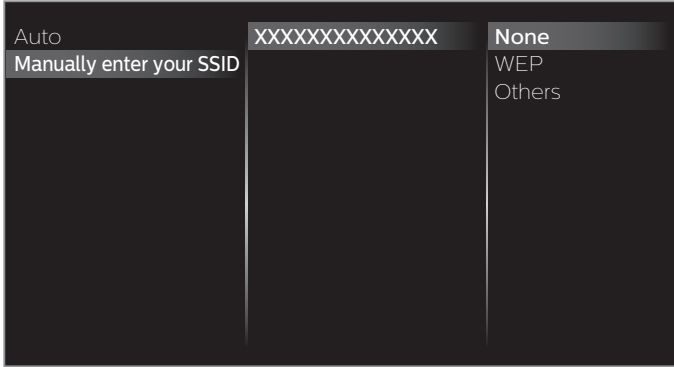 Auto
Manually enter your SSID
XXXXXXXXXXXXXX
None
WEP
Others